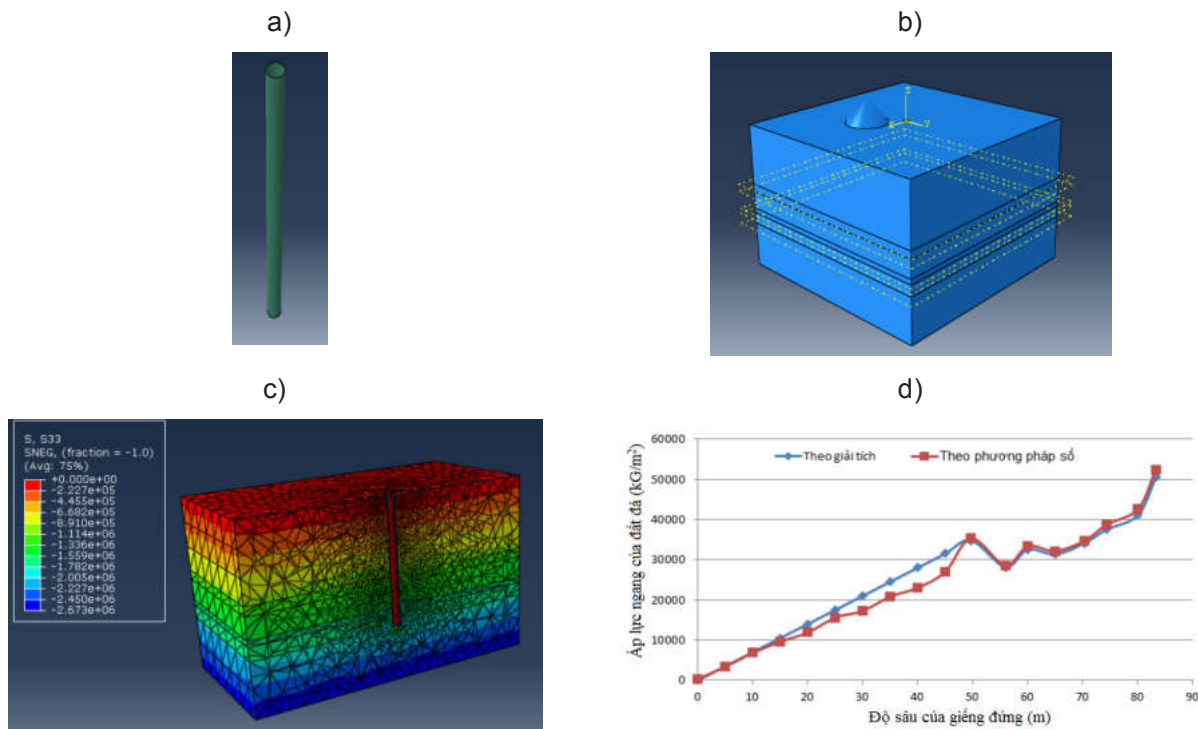 a)
b)
Z
X
Y
c)
S, S33
SNEG, (fraction = -1.0)
(Avg: 75%)
+0.000e+00
-2.227e+05
-4.455e+05
-6.682e+05
-8.910e+05
-1.114e+06
-1.336e+06
-1.559e+06
-1.782e+06
-2.005e+06
-2.227e+06
-2.450e+06
-2.673e+06
d)
Theo giải tích
Theo phương pháp số
Áp lực ngang của đất đá (kG/m²)
60000
50000
40000
30000
20000
10000
0
0 10 20 30 40 50 60 70 80 90
Độ sâu của giếng đứng (m)